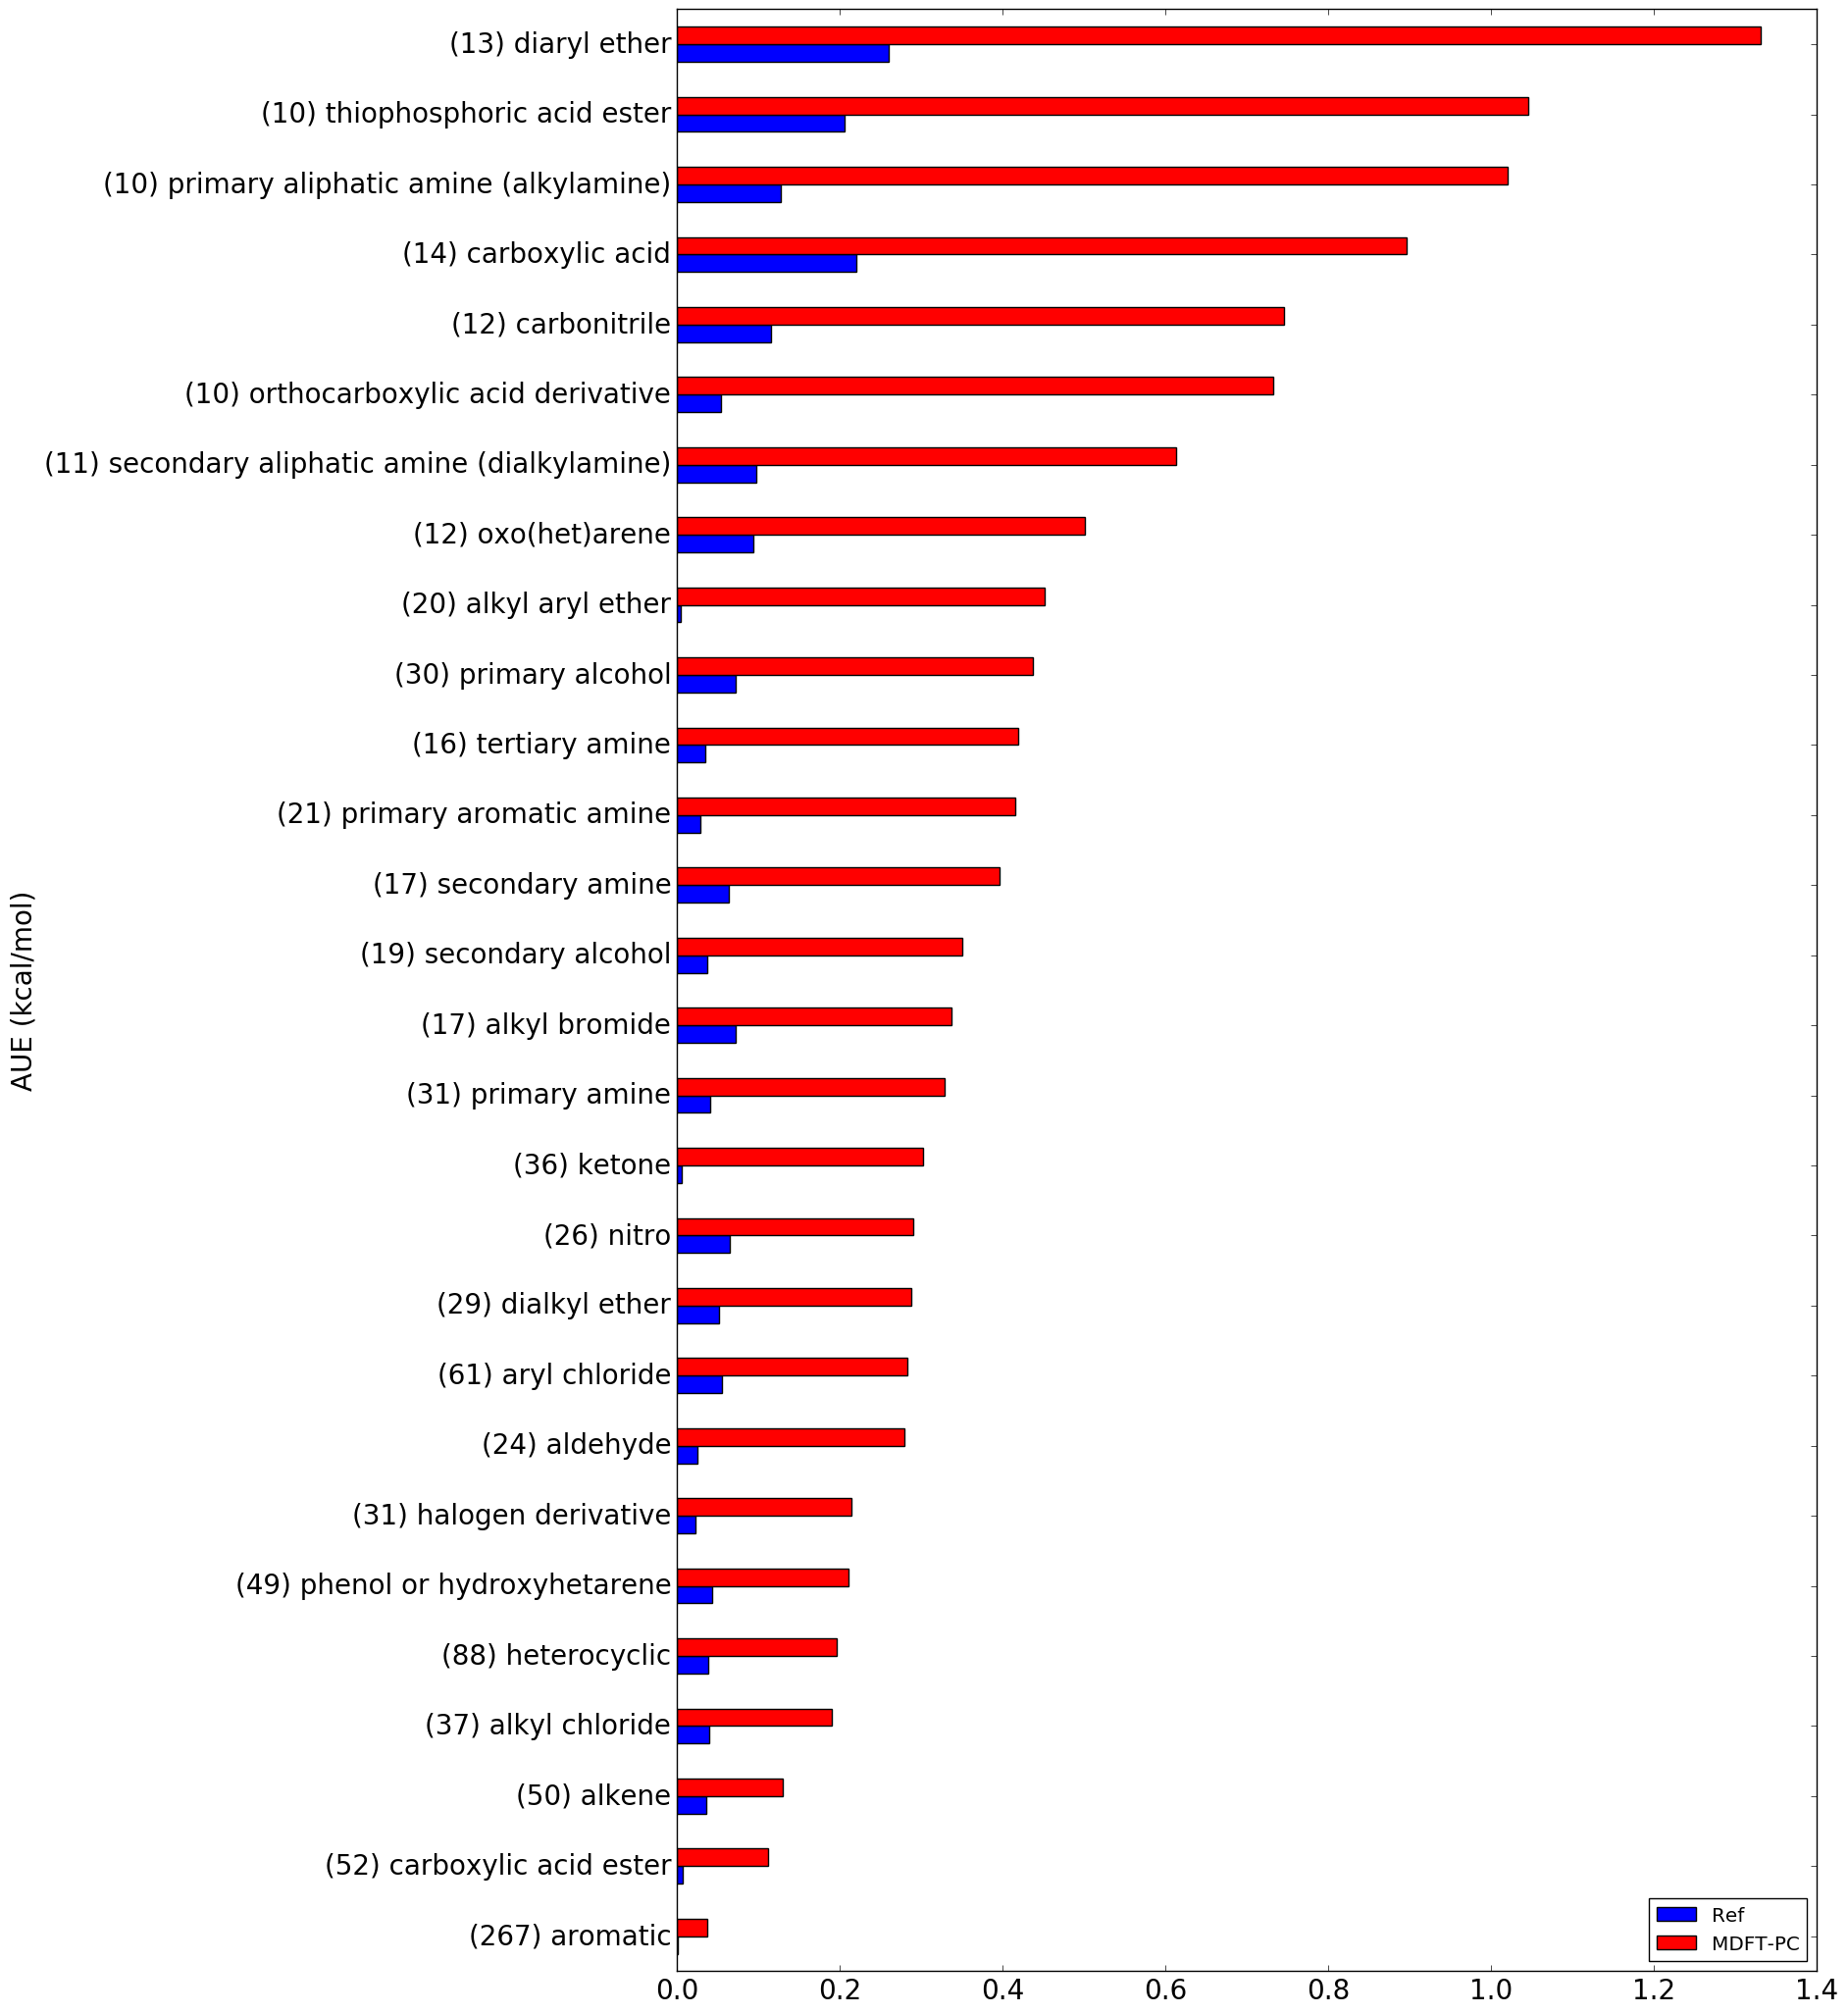 (13) diaryl ether
(10) thiophosphoric acid ester
(10) primary aliphatic amine (alkylamine)
(14) carboxylic acid
(12) carbonitrile
(10) orthocarboxylic acid derivative
(11) secondary aliphatic amine (dialkylamine)
(12) oxo(het)arene
(20) alkyl aryl ether
(30) primary alcohol
(16) tertiary amine
(21) primary aromatic amine
(17) secondary amine
(19) secondary alcohol
(17) alkyl bromide
(31) primary amine
(36) ketone
(26) nitro
(29) dialkyl ether
(61) aryl chloride
(24) aldehyde
(31) halogen derivative
(49) phenol or hydroxyhetarene
(88) heterocyclic
(37) alkyl chloride
(50) alkene
(52) carboxylic acid ester
(267) aromatic
AUE (kcal/mol)
Ref
MDFT-PC
0.0 0.2 0.4 0.6 0.8 1.0 1.2 1.4